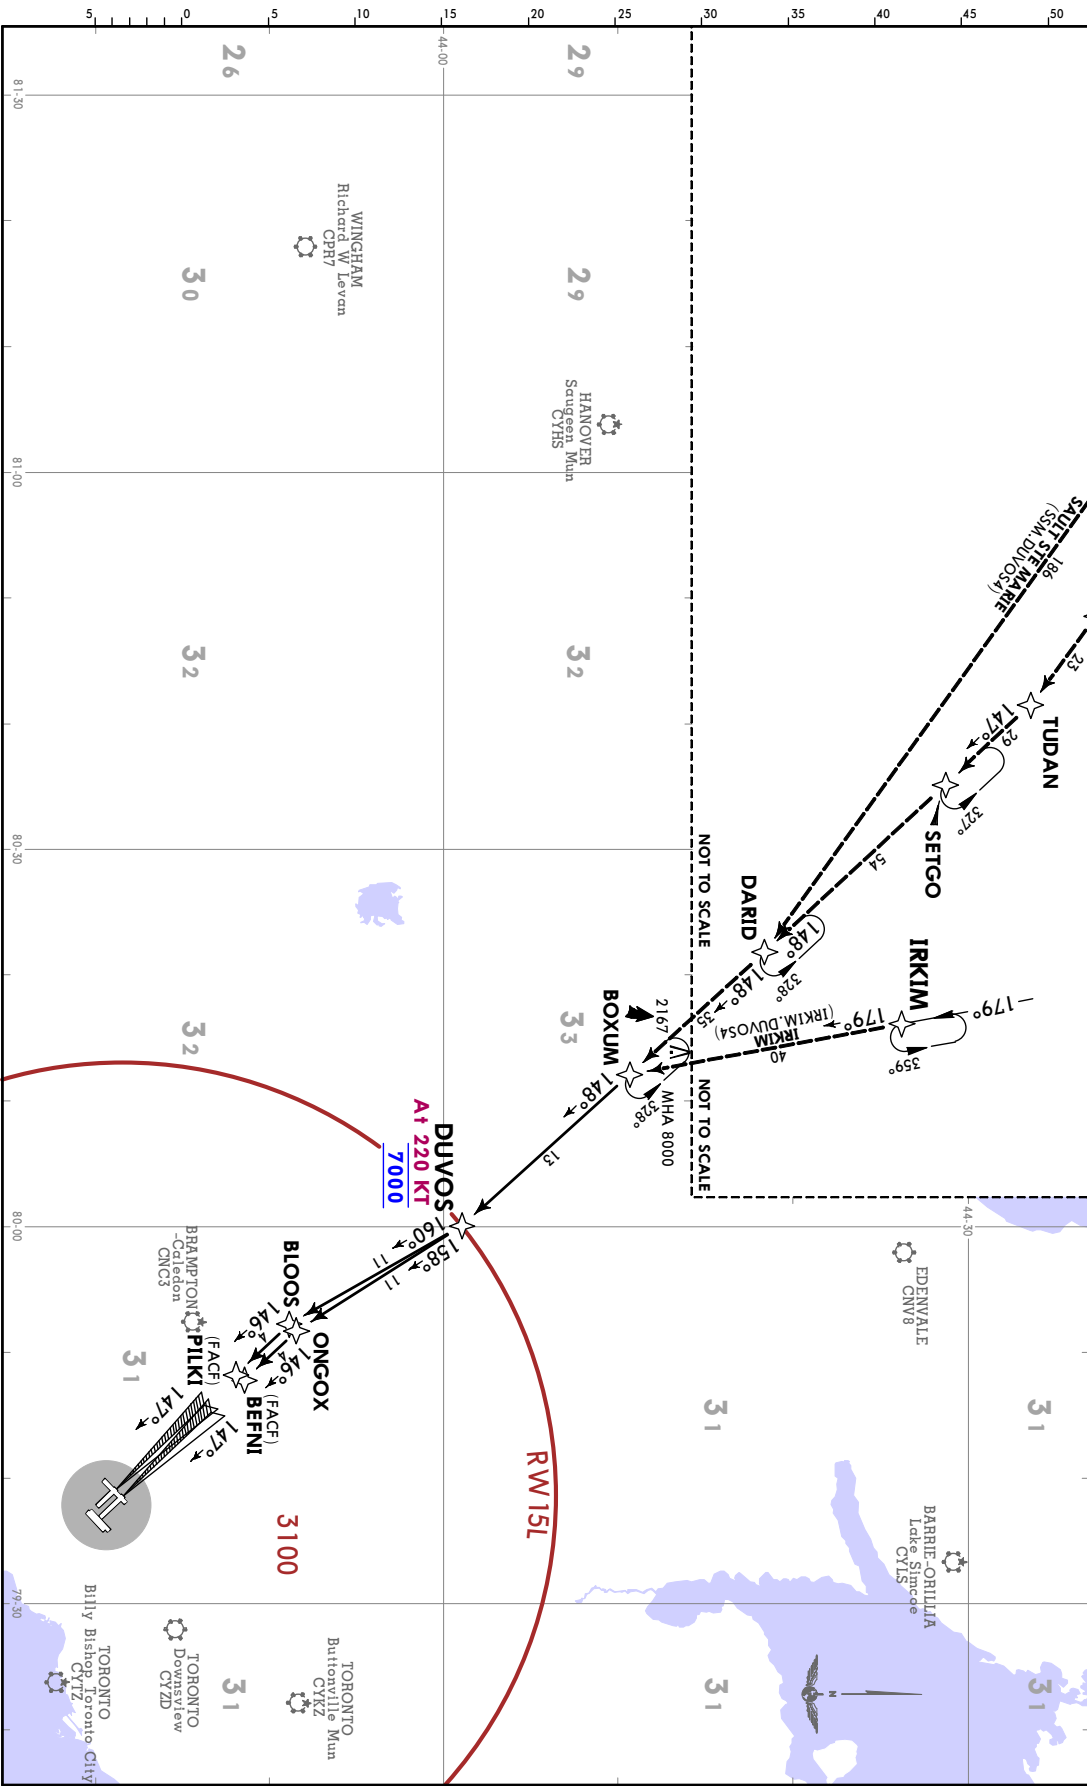 5
0
5
10
15
20
25
30
35
40
45
50
26
44-00
29
81-30
WINGHAM
Richard W Levan
CPR7
30
29
HANOVER
Saugeen Mun
CYHS
81-00
SAULT STE MARIE
(SSM.DUVOS4)
186
23
32
32
TUDAN
147°
29
327°
SETGO
54
80-30
NOT TO SCALE
DARID
148°
328°
148°
35
IRKIM
179°
179°
IRKIM
(IRKIM.DUVOS4)
40
359°
32
33
2167
BOXUM
148°
328°
MHA 8000
NOT TO SCALE
13
DUVOS
At 220 KT
7000
80-00
44-30
160°
158°
11
11
EDENVALE
CNV8
BRAMPTON
-Caledon
CNC3
BLOOS
146°
4
ONGOX
4
146°
(FACF)
PILKI
(FACF)
BEFNI
31
147°
147°
31
31
RW15L
3100
BARRIE-ORILLIA
Lake Simcoe
CYLS
79-30
TORONTO
Billy Bishop Toronto City
CYTZ
TORONTO
Downsview
CYZD
TORONTO
Buttonville Mun
CYKZ
31
31
31
N